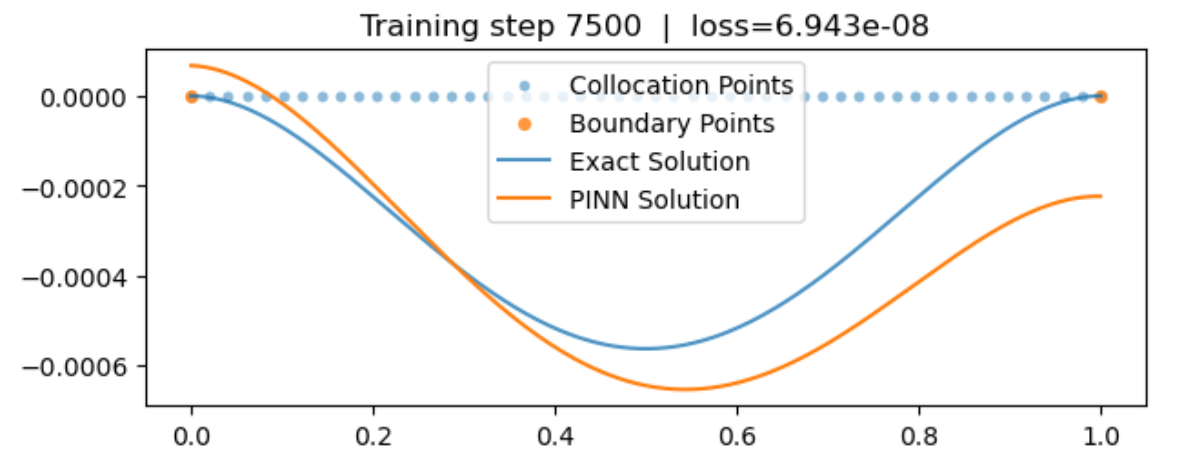 Training step 7500 | loss=6.943e-08
Collocation Points
Boundary Points
Exact Solution
PINN Solution
0.0000
−0.0002
−0.0004
−0.0006
0.0 0.2 0.4 0.6 0.8 1.0